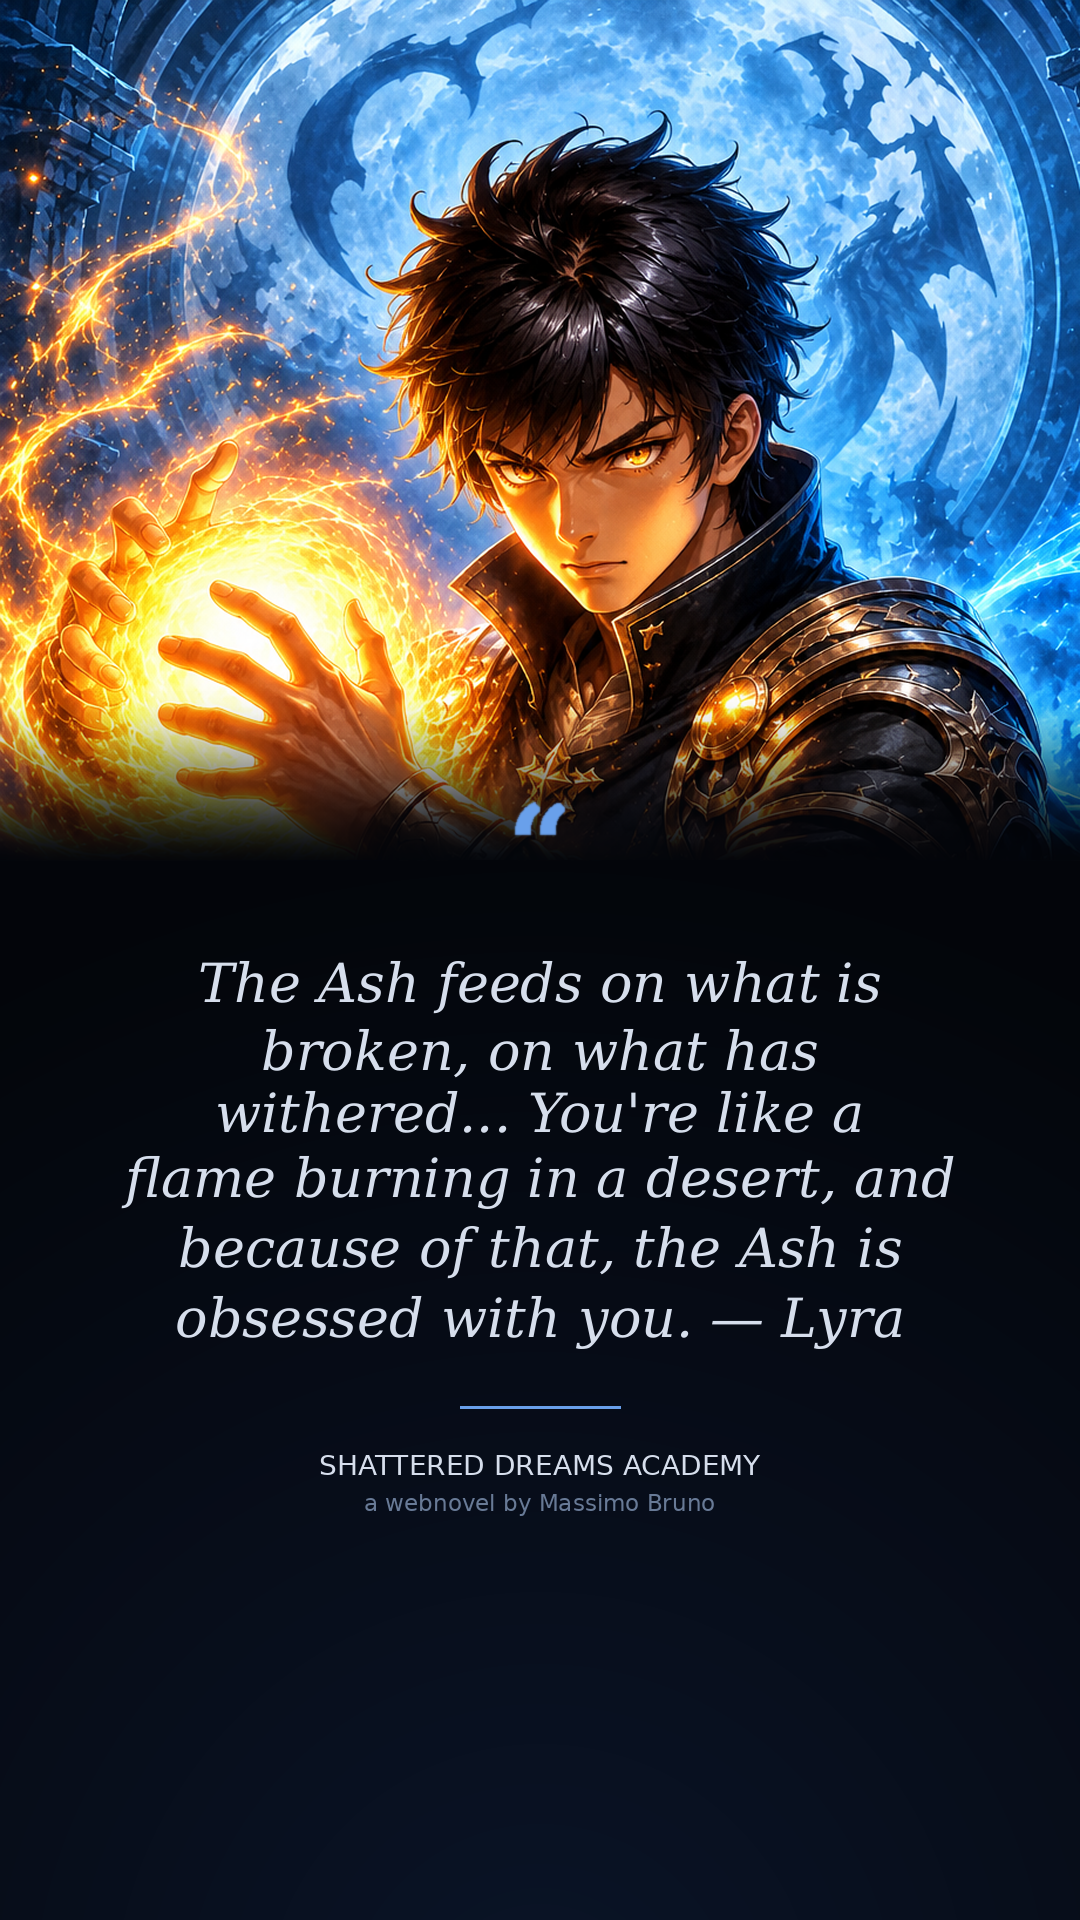 “
The Ash feeds on what is
broken, on what has
withered... You're like a
flame burning in a desert, and
because of that, the Ash is
obsessed with you. — Lyra
SHATTERED DREAMS ACADEMY
a webnovel by Massimo Bruno